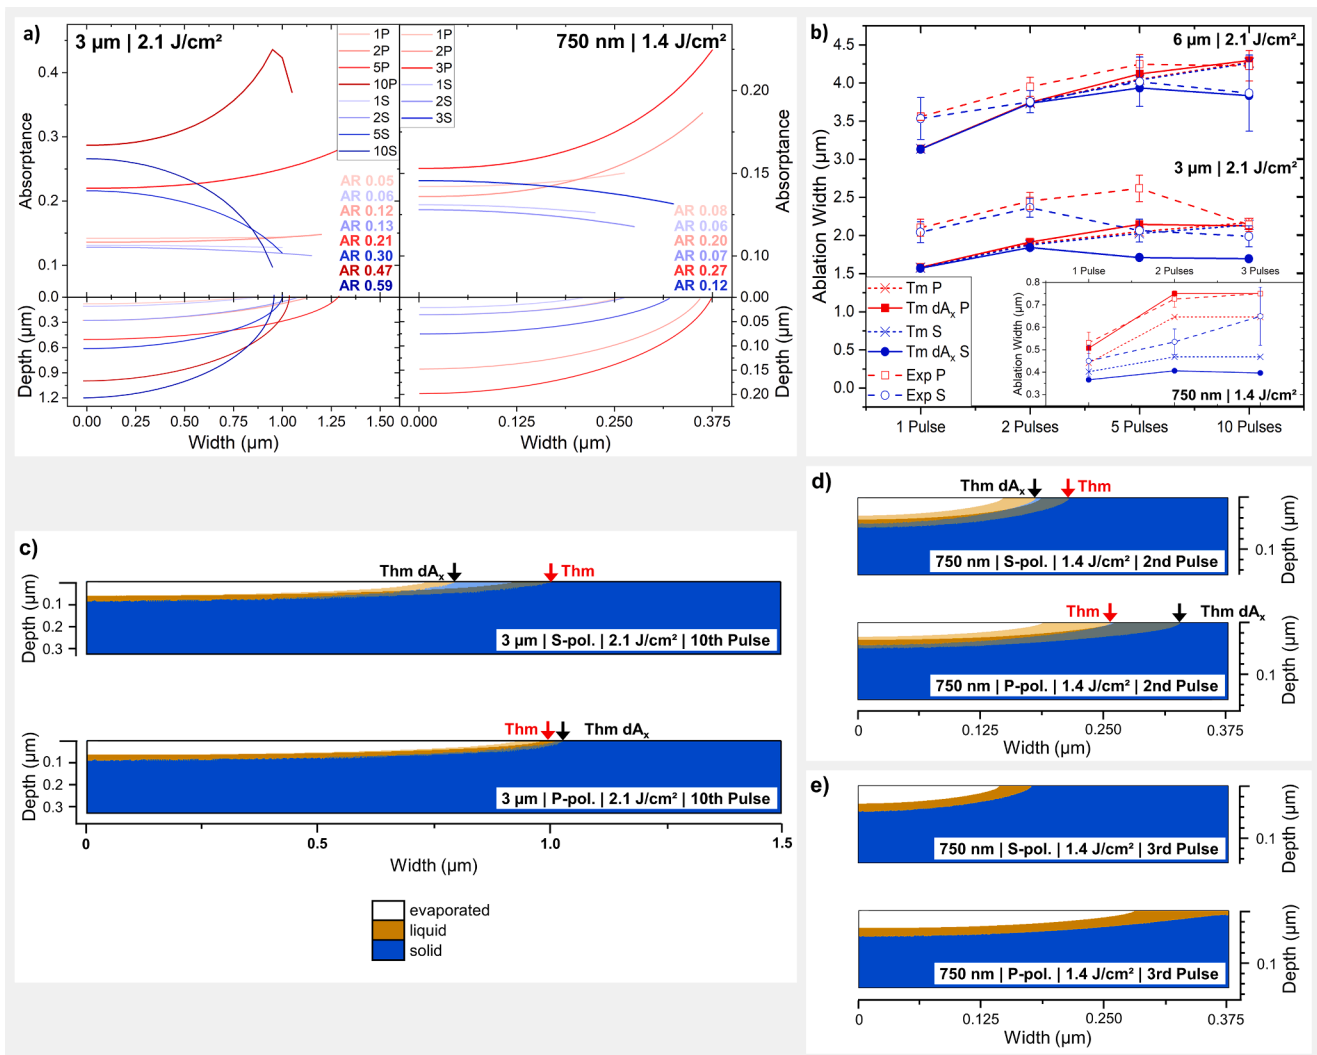 a)
3 µm | 2.1 J/cm²
750 nm | 1.4 J/cm²
1P
2P
5P
10P
1S
2S
5S
10S
1P
2P
3P
1S
2S
3S
Absorptance
0.4
0.3
0.2
0.1
0.20
0.15
0.10
Absorptance
AR 0.05
AR 0.06
AR 0.12
AR 0.13
AR 0.21
AR 0.30
AR 0.47
AR 0.59
AR 0.08
AR 0.06
AR 0.20
AR 0.07
AR 0.27
AR 0.12
Depth (µm)
0.0
0.3
0.6
0.9
1.2
0.00
0.05
0.10
0.15
0.20
Depth (µm)
0.00 0.25 0.50 0.75 1.00 1.25 1.50
0.000 0.125 0.250 0.375
Width (µm)
Width (µm)
b)
6 µm | 2.1 J/cm²
3 µm | 2.1 J/cm²
Ablation Width (µm)
4.5
4.0
3.5
3.0
2.5
2.0
1.5
1.0
0.5
0.0
Tm P
Tm dAx P
Tm S
Tm dAx S
Exp P
Exp S
1 Pulse 2 Pulses 3 Pulses
Ablation Width (µm)
0.8
0.7
0.6
0.5
0.4
0.3
750 nm | 1.4 J/cm²
1 Pulse 2 Pulses 5 Pulses 10 Pulses
c)
Thm dAx Thm
Depth (µm)
0.1
0.2
0.3
3 µm | S-pol. | 2.1 J/cm² | 10th Pulse
Thm Thm dAx
Depth (µm)
0.1
0.2
0.3
3 µm | P-pol. | 2.1 J/cm² | 10th Pulse
0 0.5 1.0 1.5
Width (µm)
evaporated
liquid
solid
d)
Thm dAx Thm
750 nm | S-pol. | 1.4 J/cm² | 2nd Pulse
0.1
Depth (µm)
Thm Thm dAx
750 nm | P-pol. | 1.4 J/cm² | 2nd Pulse
0.1
Depth (µm)
0 0.125 0.250 0.375
Width (µm)
e)
750 nm | S-pol. | 1.4 J/cm² | 3rd Pulse
0.1
Depth (µm)
750 nm | P-pol. | 1.4 J/cm² | 3rd Pulse
0.1
Depth (µm)
0 0.125 0.250 0.375
Width (µm)